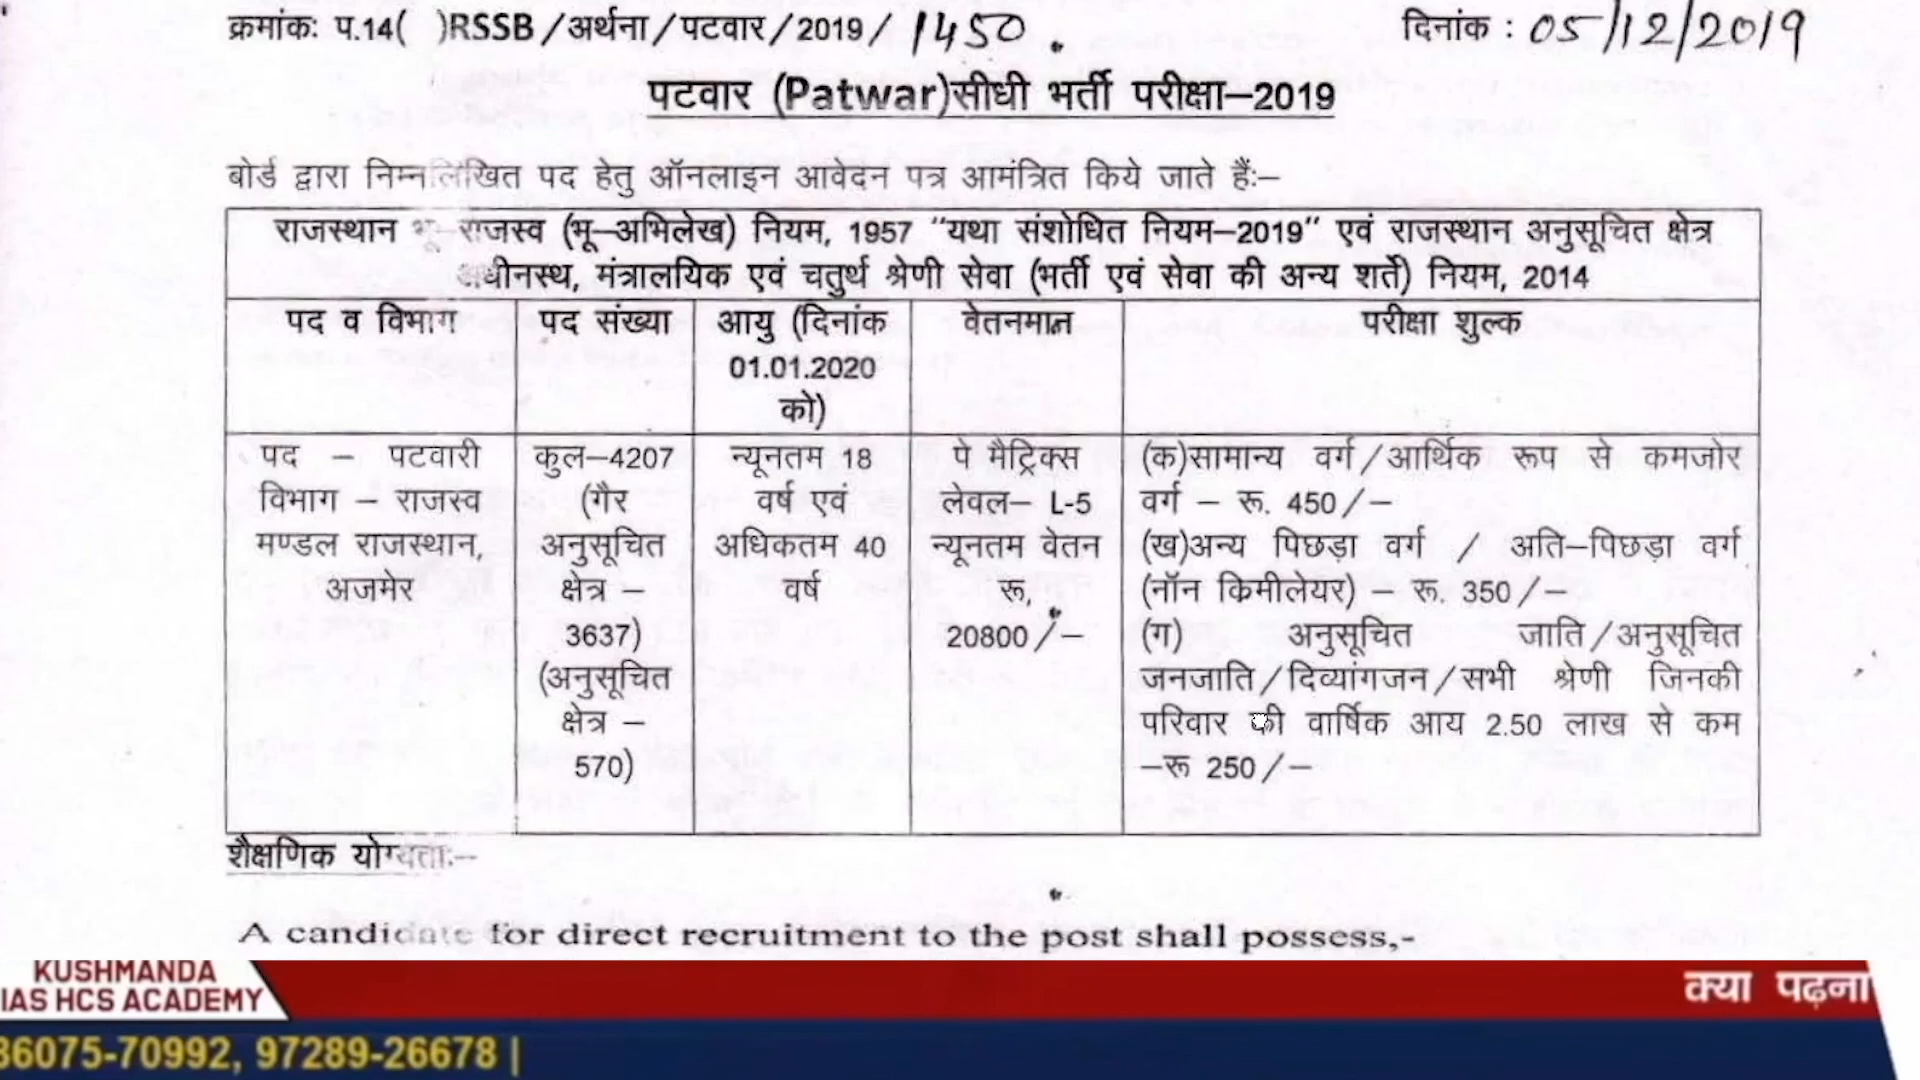 क्रमांकः प.14( )RSSB/अर्थना/पटवार/2019/1450.
दिनांक : 05/12/2019
पटवार (Patwar)सीधी भर्ती परीक्षा–2019
बोर्ड द्वारा निम्नलिखित पद हेतु ऑनलाइन आवेदन पत्र आमंत्रित किये जाते हैः–
राजस्थान भू–राजस्व (भू–अभिलेख) नियम, 1957 “यथा संशोधित नियम–2019” एवं राजस्थान अनुसूचित क्षेत्र
अधीनस्थ, मंत्रालयिक एवं चतुर्थ श्रेणी सेवा (भर्ती एवं सेवा की अन्य शर्तें) नियम, 2014
पद व विभाग
पद संख्या
आयु (दिनांक
01.01.2020
को)
वेतनमान
परीक्षा शुल्क
पद – पटवारी
विभाग – राजस्व
मण्डल राजस्थान,
अजमेर
कुल–4207
(गैर
अनुसूचित
क्षेत्र –
3637)
(अनुसूचित
क्षेत्र –
570)
न्यूनतम 18
वर्ष एवं
अधिकतम 40
वर्ष
पे मैट्रिक्स
लेवल– L-5
न्यूनतम वेतन
रू,
20800/–
(क)सामान्य वर्ग/आर्थिक रूप से कमजोर
वर्ग – रू. 450/–
(ख)अन्य पिछड़ा वर्ग / अति–पिछड़ा वर्ग
(नॉन क्रिमीलेयर) – रू. 350/–
(ग) अनुसूचित जाति/अनुसूचित
जनजाति/दिव्यांगजन/सभी श्रेणी जिनकी
परिवार की वार्षिक आय 2.50 लाख से कम
–रू 250/–
शैक्षणिक योग्यताः–
A candidate for direct recruitment to the post shall possess,-
KUSHMANDA
IAS HCS ACADEMY
क्या पढ़ना
86075-70992, 97289-26678 |